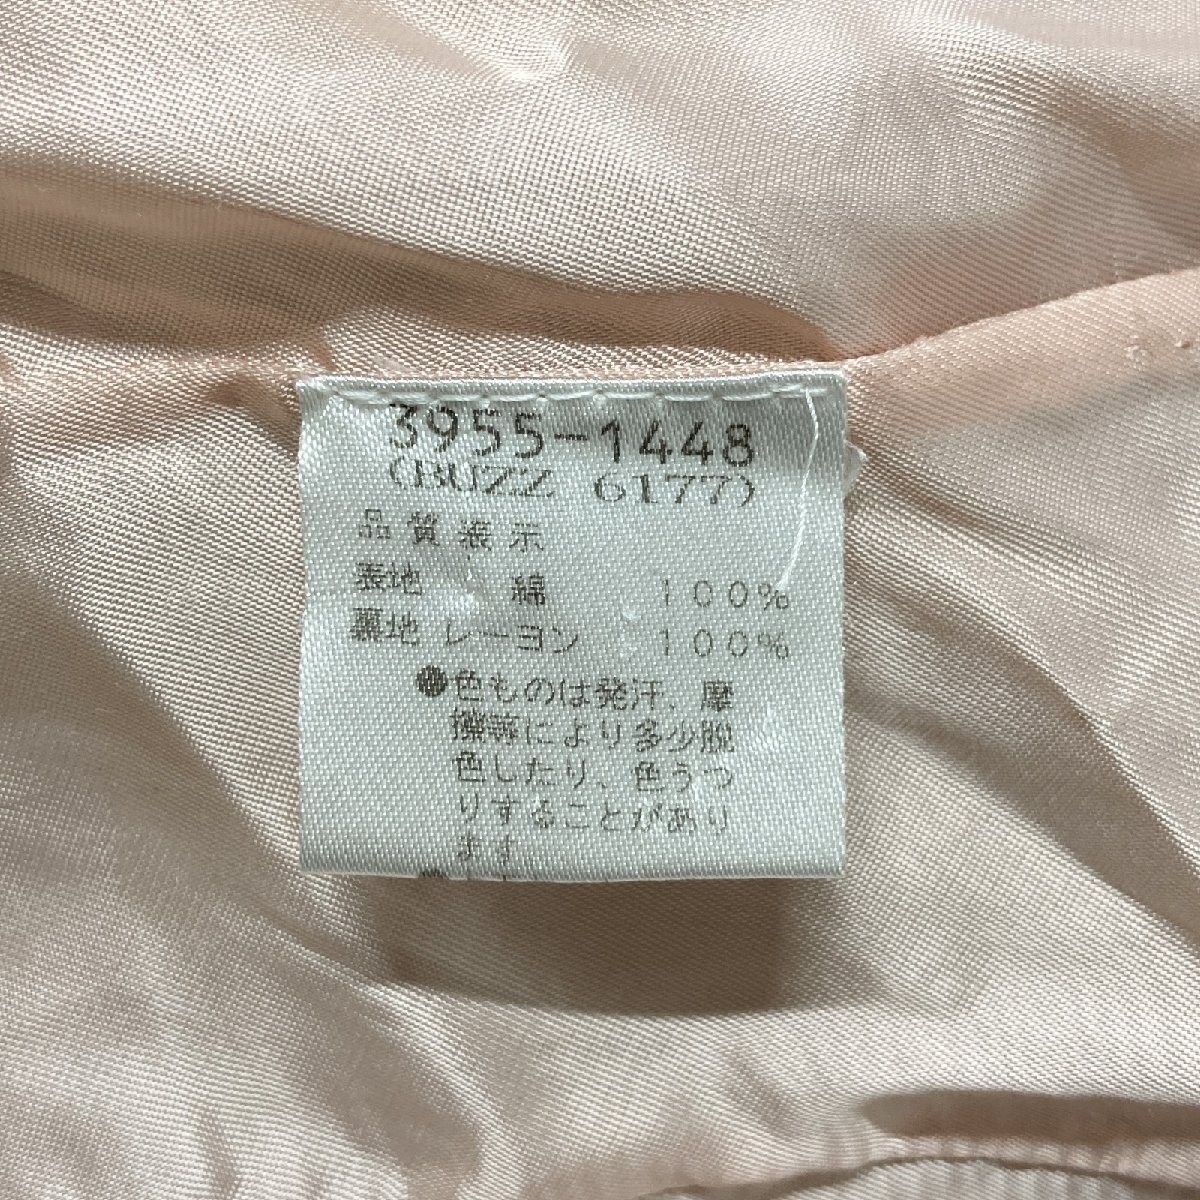 3955-1448
(BUZZ 6177)
品質表示
表地 綿 100%
裏地 レーヨン 100%
●色ものは発汗、摩
擦等により多少脱
色したり、色うつ
りすることがあり
ます